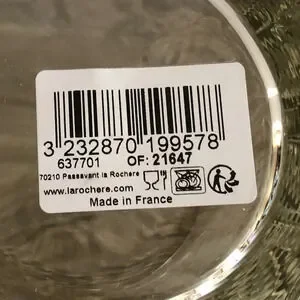 3 232870 199578
637701 OF: 21647
70210 Passavant la Rochere
www.larochere.com
Made in France